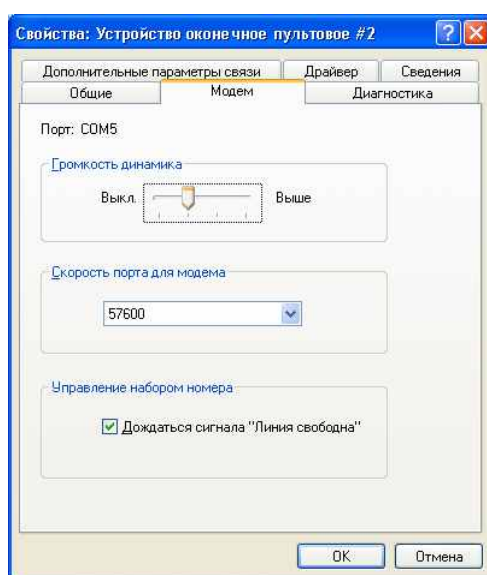 Свойства: Устройство оконечное пультовое #2
Дополнительные параметры связи Драйвер Сведения
Общие Модем Диагностика
Порт: COM5
Громкость динамика
Выкл. Выше
Скорость порта для модема
57600
Управление набором номера
Дождаться сигнала "Линия свободна"
OK Отмена